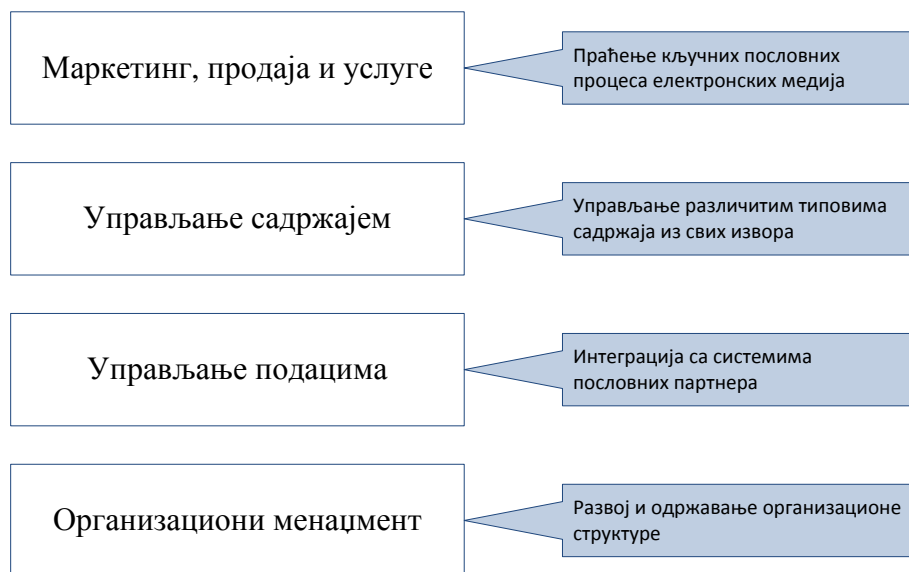 Маркетинг, продаја и услуге
Праћење кључних пословних
процеса електронских медија
Управљање садржајем
Управљање различитим типовима
садржаја из свих извора
Управљање подацима
Интеграција са системима
пословних партнера
Организациони менаџмент
Развој и одржавање организационе
структуре